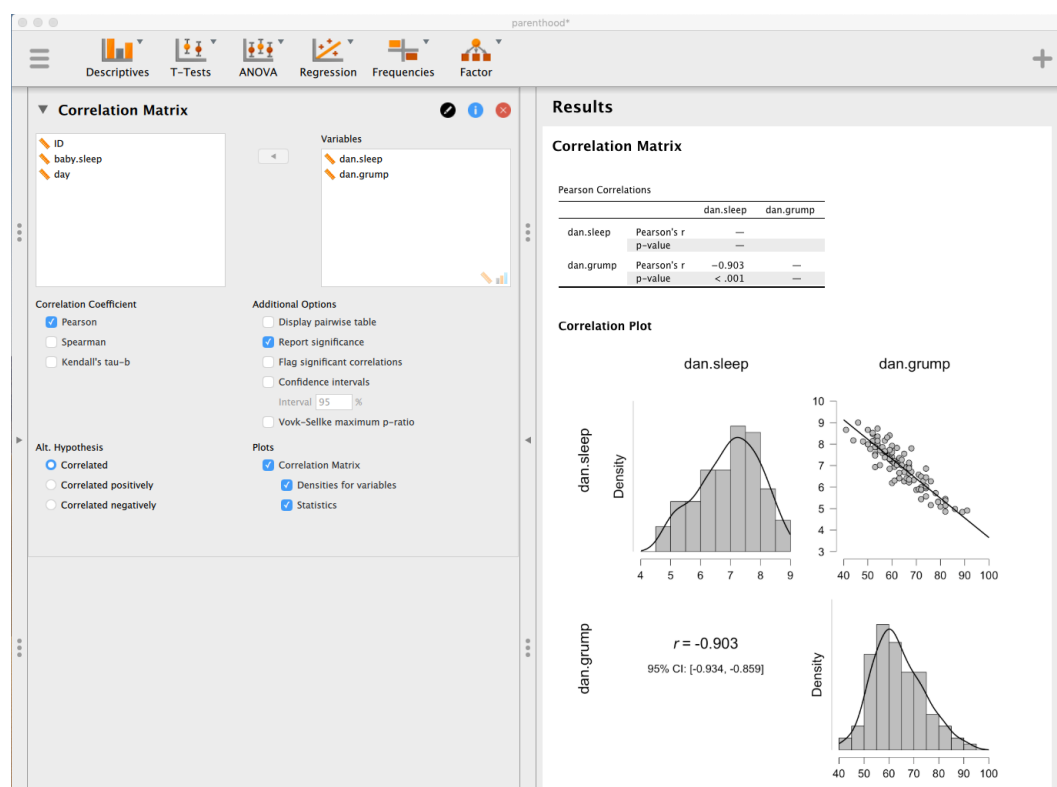 parenthood*
Descriptives T-Tests ANOVA Regression Frequencies Factor
Correlation Matrix
ID
baby.sleep
day
Variables
dan.sleep
dan.grump
Correlation Coefficient
Pearson
Spearman
Kendall's tau-b
Additional Options
Display pairwise table
Report significance
Flag significant correlations
Confidence intervals
Interval 95 %
Vovk-Sellke maximum p-ratio
Alt. Hypothesis
Correlated
Correlated positively
Correlated negatively
Plots
Correlation Matrix
Densities for variables
Statistics
Results
Correlation Matrix
Pearson Correlations
dan.sleep dan.grump
dan.sleep Pearson's r —
p-value —
dan.grump Pearson's r −0.903 —
p-value < .001 —
Correlation Plot
dan.sleep dan.grump
dan.sleep
Density
4 5 6 7 8 9
10
9
8
7
6
5
4
3
40 50 60 70 80 90 100
dan.grump
r = -0.903
95% CI: [-0.934, -0.859]
Density
40 50 60 70 80 90 100